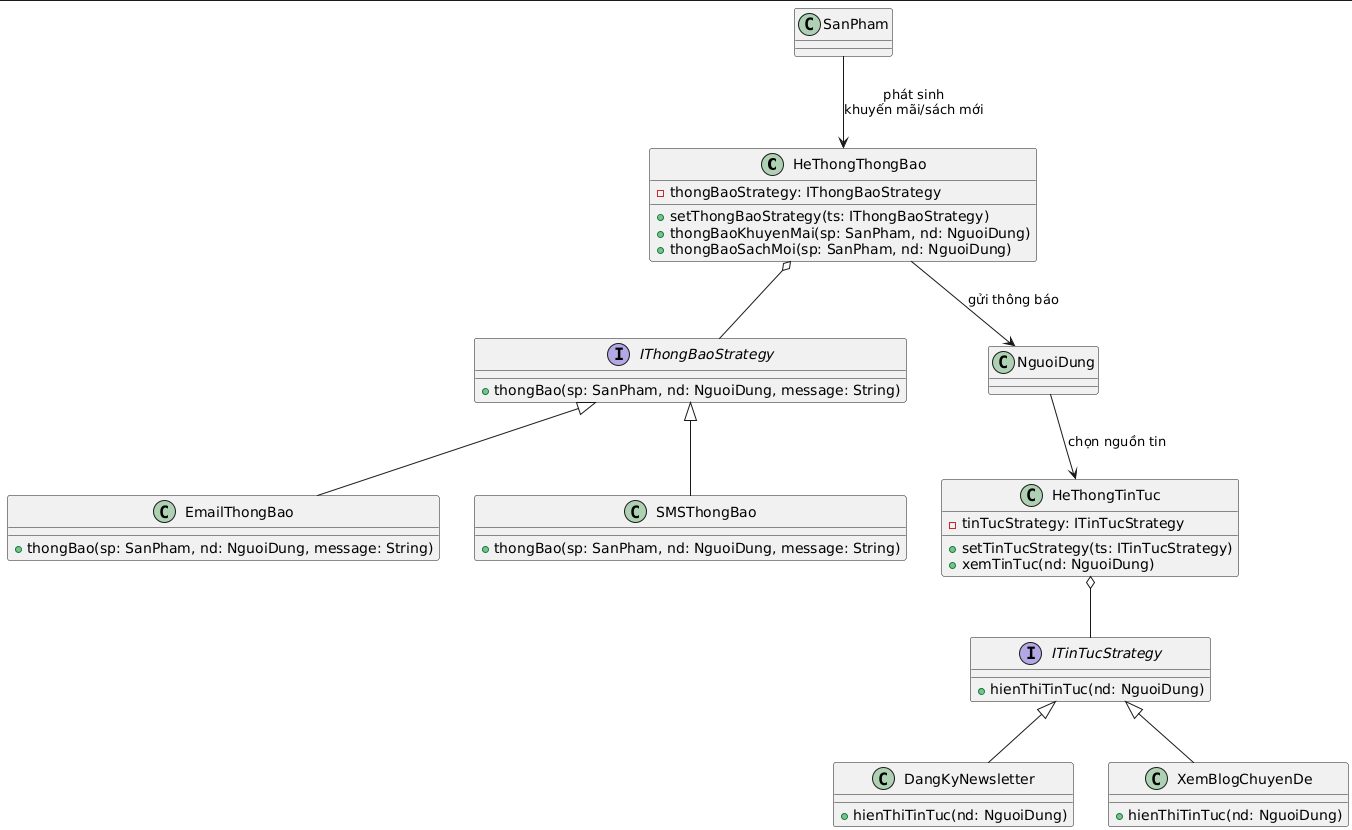 C SanPham
phát sinh
khuyến mãi/sách mới
C HeThongThongBao
thongBaoStrategy: IThongBaoStrategy
setThongBaoStrategy(ts: IThongBaoStrategy)
thongBaoKhuyenMai(sp: SanPham, nd: NguoiDung)
thongBaoSachMoi(sp: SanPham, nd: NguoiDung)
gửi thông báo
I IThongBaoStrategy
thongBao(sp: SanPham, nd: NguoiDung, message: String)
C NguoiDung
chọn nguồn tin
C EmailThongBao
thongBao(sp: SanPham, nd: NguoiDung, message: String)
C SMSThongBao
thongBao(sp: SanPham, nd: NguoiDung, message: String)
C HeThongTinTuc
tinTucStrategy: ITinTucStrategy
setTinTucStrategy(ts: ITinTucStrategy)
xemTinTuc(nd: NguoiDung)
I ITinTucStrategy
hienThiTinTuc(nd: NguoiDung)
C DangKyNewsletter
hienThiTinTuc(nd: NguoiDung)
C XemBlogChuyenDe
hienThiTinTuc(nd: NguoiDung)